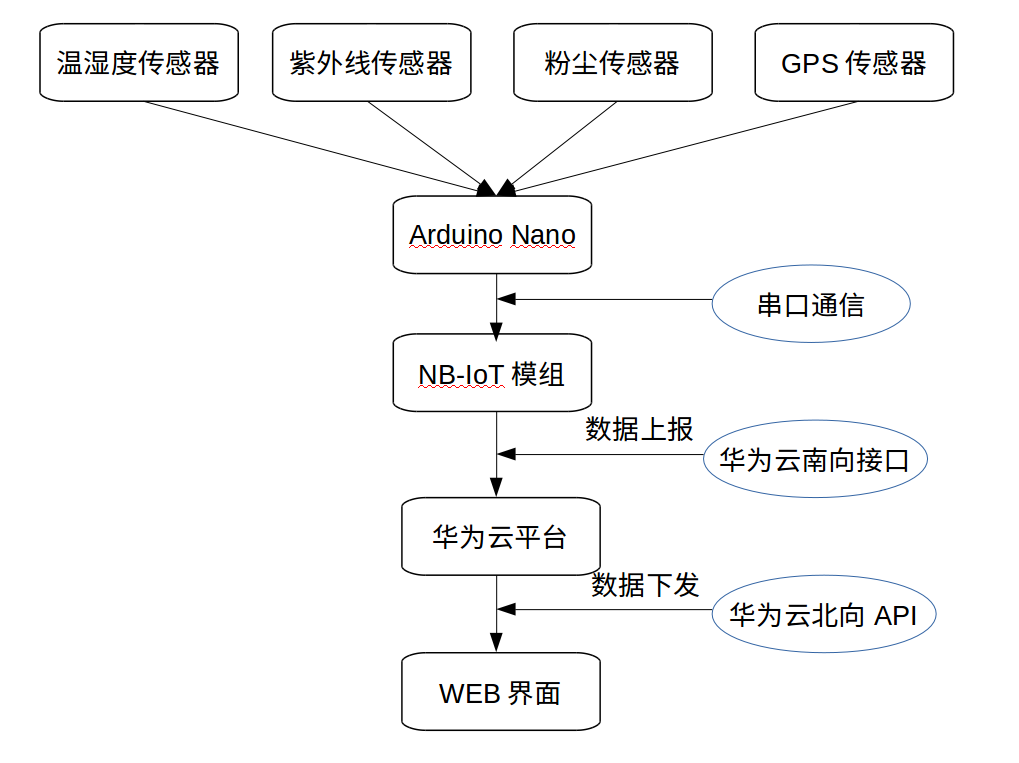 温湿度传感器
紫外线传感器
粉尘传感器
GPS 传感器
Arduino Nano
串口通信
NB-IoT 模组
数据上报
华为云南向接口
华为云平台
数据下发
华为云北向 API
WEB 界面